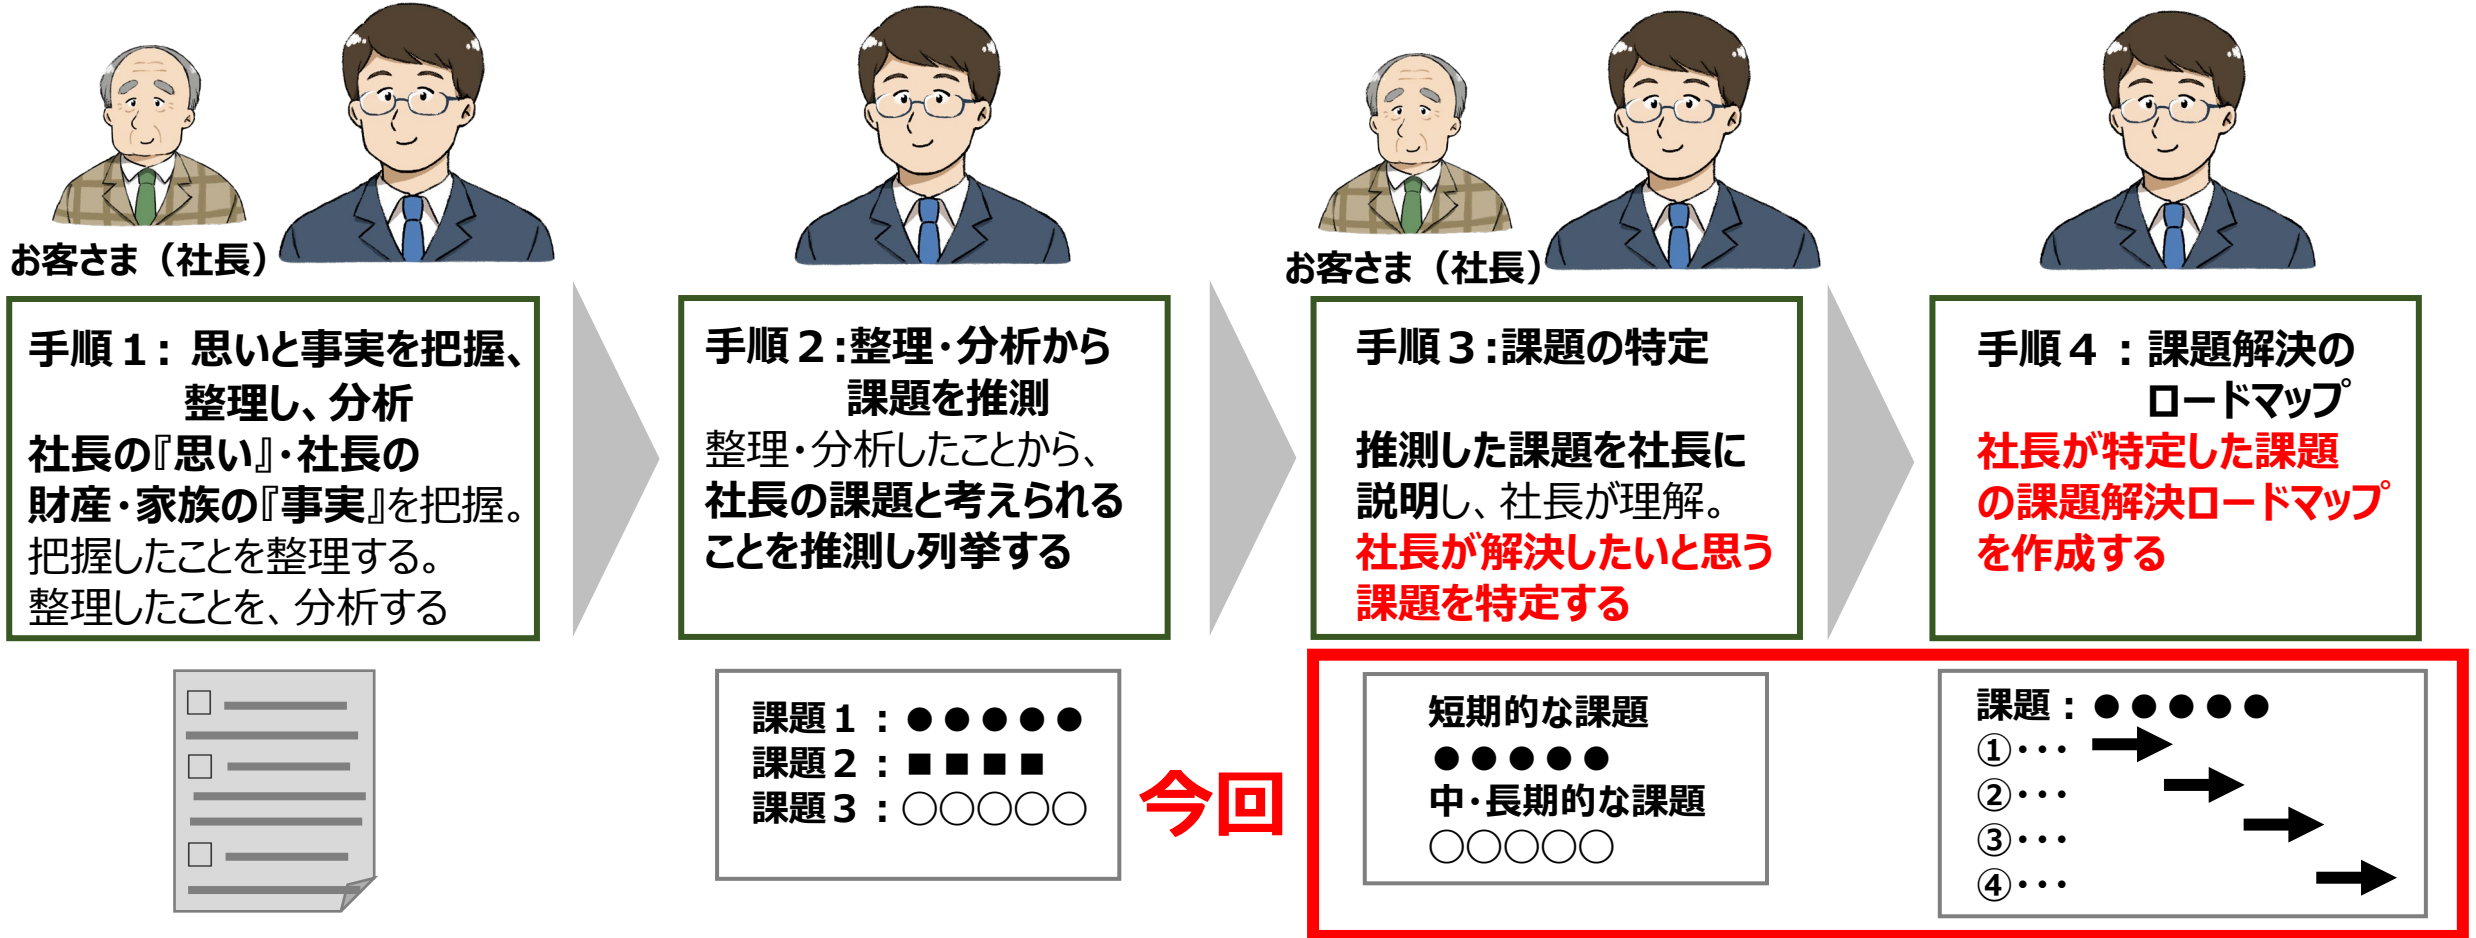 お客さま（社長）
手順1：思いと事実を把握、
整理し、分析
社長の『思い』・社長の
財産・家族の『事実』を把握。
把握したことを整理する。
整理したことを、分析する
手順２：整理・分析から
課題を推測
整理・分析したことから、
社長の課題と考えられる
ことを推測し列挙する
課題１：●●●●●
課題２：■■■■
課題３：○○○○○
お客さま（社長）
手順３：課題の特定
推測した課題を社長に
説明し、社長が理解。
社長が解決したいと思う
課題を特定する
今回
短期的な課題
●●●●●
中・長期的な課題
○○○○○
手順４：課題解決の
ロードマップ
社長が特定した課題
の課題解決ロードマップ
を作成する
課題：●●●●●
①・・・
②・・・
③・・・
④・・・